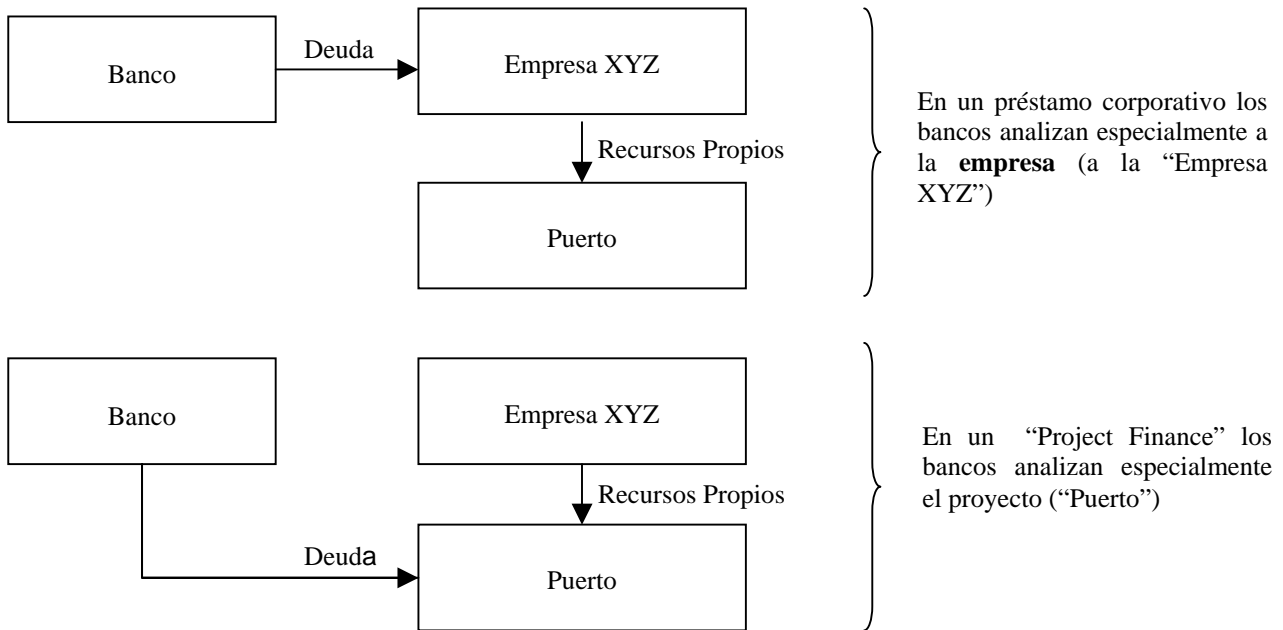 Deuda
Banco
Empresa XYZ
Recursos Propios
Puerto
En un préstamo corporativo los
bancos analizan especialmente a
la empresa (a la “Empresa
XYZ”)
Banco
Empresa XYZ
Recursos Propios
Deuda
Puerto
En un “Project Finance” los
bancos analizan especialmente
el proyecto (“Puerto”)